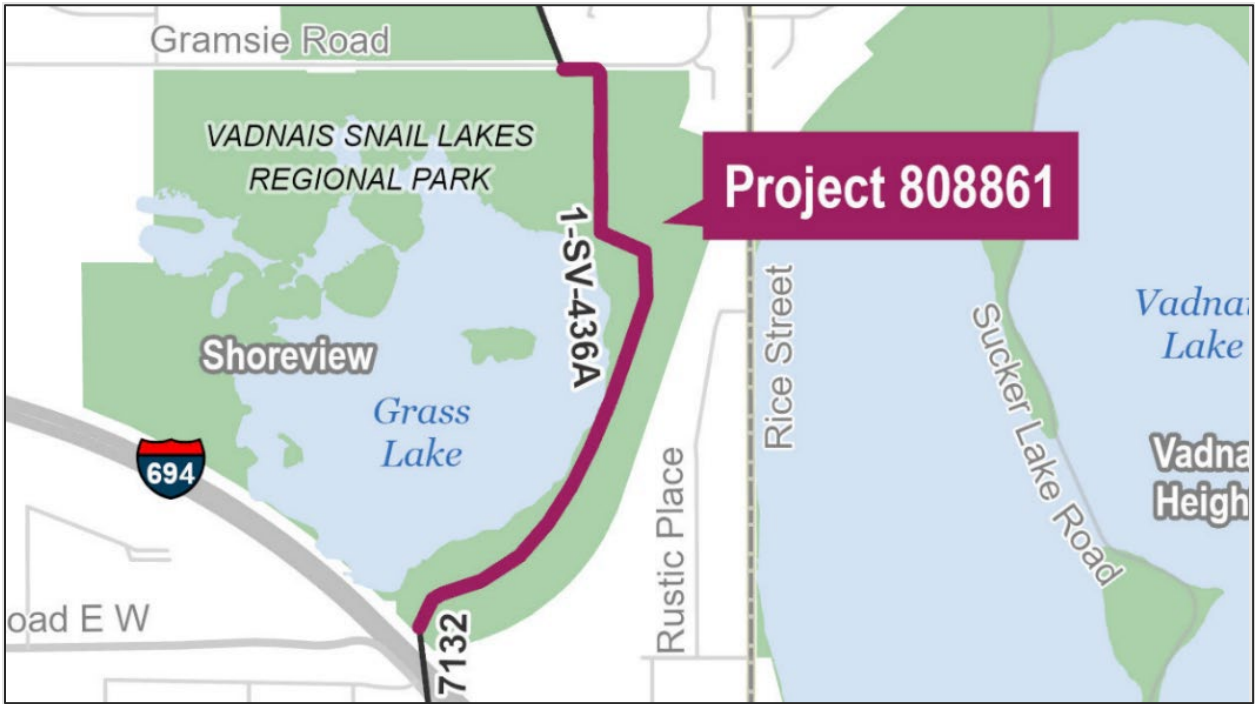 Gramsie Road
VADNAIS SNAIL LAKES
REGIONAL PARK
Project 808861
1-SV-436A
Rice Street
Sucker Lake Road
Vadnai
Lake
Shoreview
Grass
Lake
694
Rustic Place
Vadna
Heigh
oad E W
7132